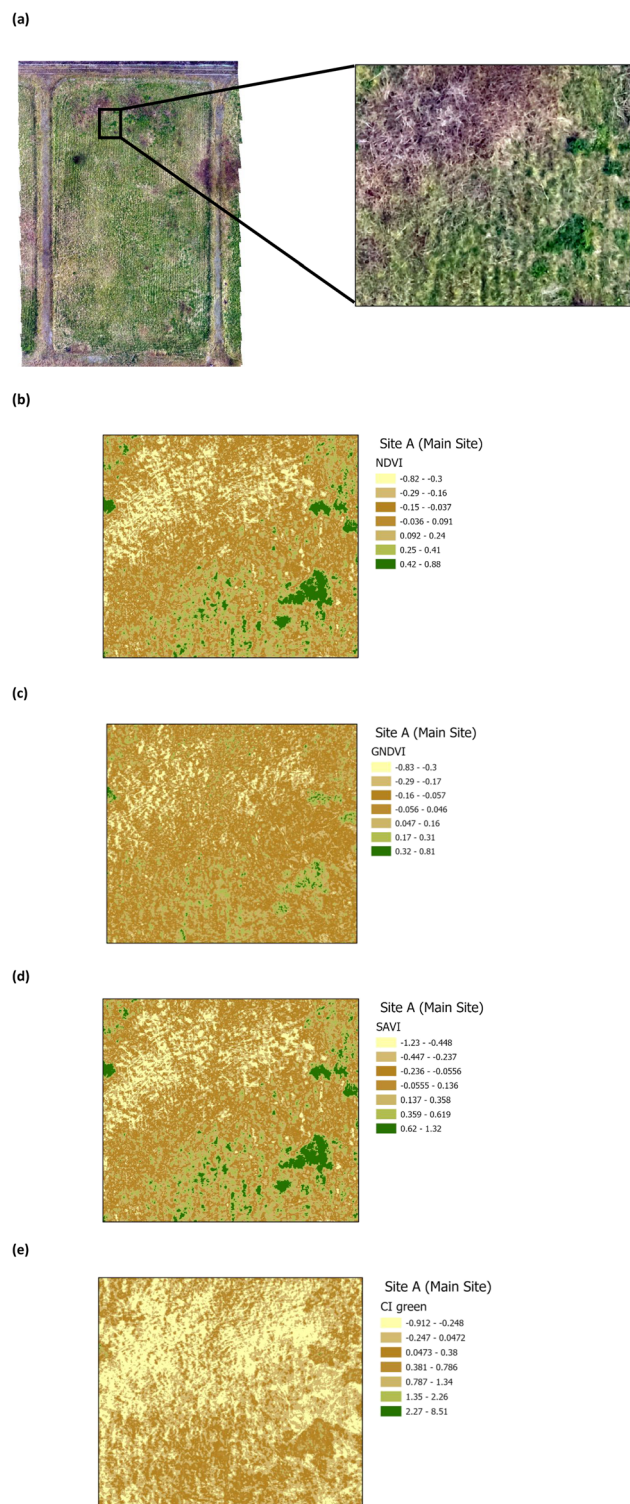 (a)
(b)
Site A (Main Site)
NDVI
-0.82 - -0.3
-0.29 - -0.16
-0.15 - -0.037
-0.036 - 0.091
0.092 - 0.24
0.25 - 0.41
0.42 - 0.88
(c)
Site A (Main Site)
GNDVI
-0.83 - -0.3
-0.29 - -0.17
-0.16 - -0.057
-0.056 - 0.046
0.047 - 0.16
0.17 - 0.31
0.32 - 0.81
(d)
Site A (Main Site)
SAVI
-1.23 - -0.448
-0.447 - -0.237
-0.236 - -0.0556
-0.0555 - 0.136
0.137 - 0.358
0.359 - 0.619
0.62 - 1.32
(e)
Site A (Main Site)
CI green
-0.912 - -0.248
-0.247 - 0.0472
0.0473 - 0.38
0.381 - 0.786
0.787 - 1.34
1.35 - 2.26
2.27 - 8.51